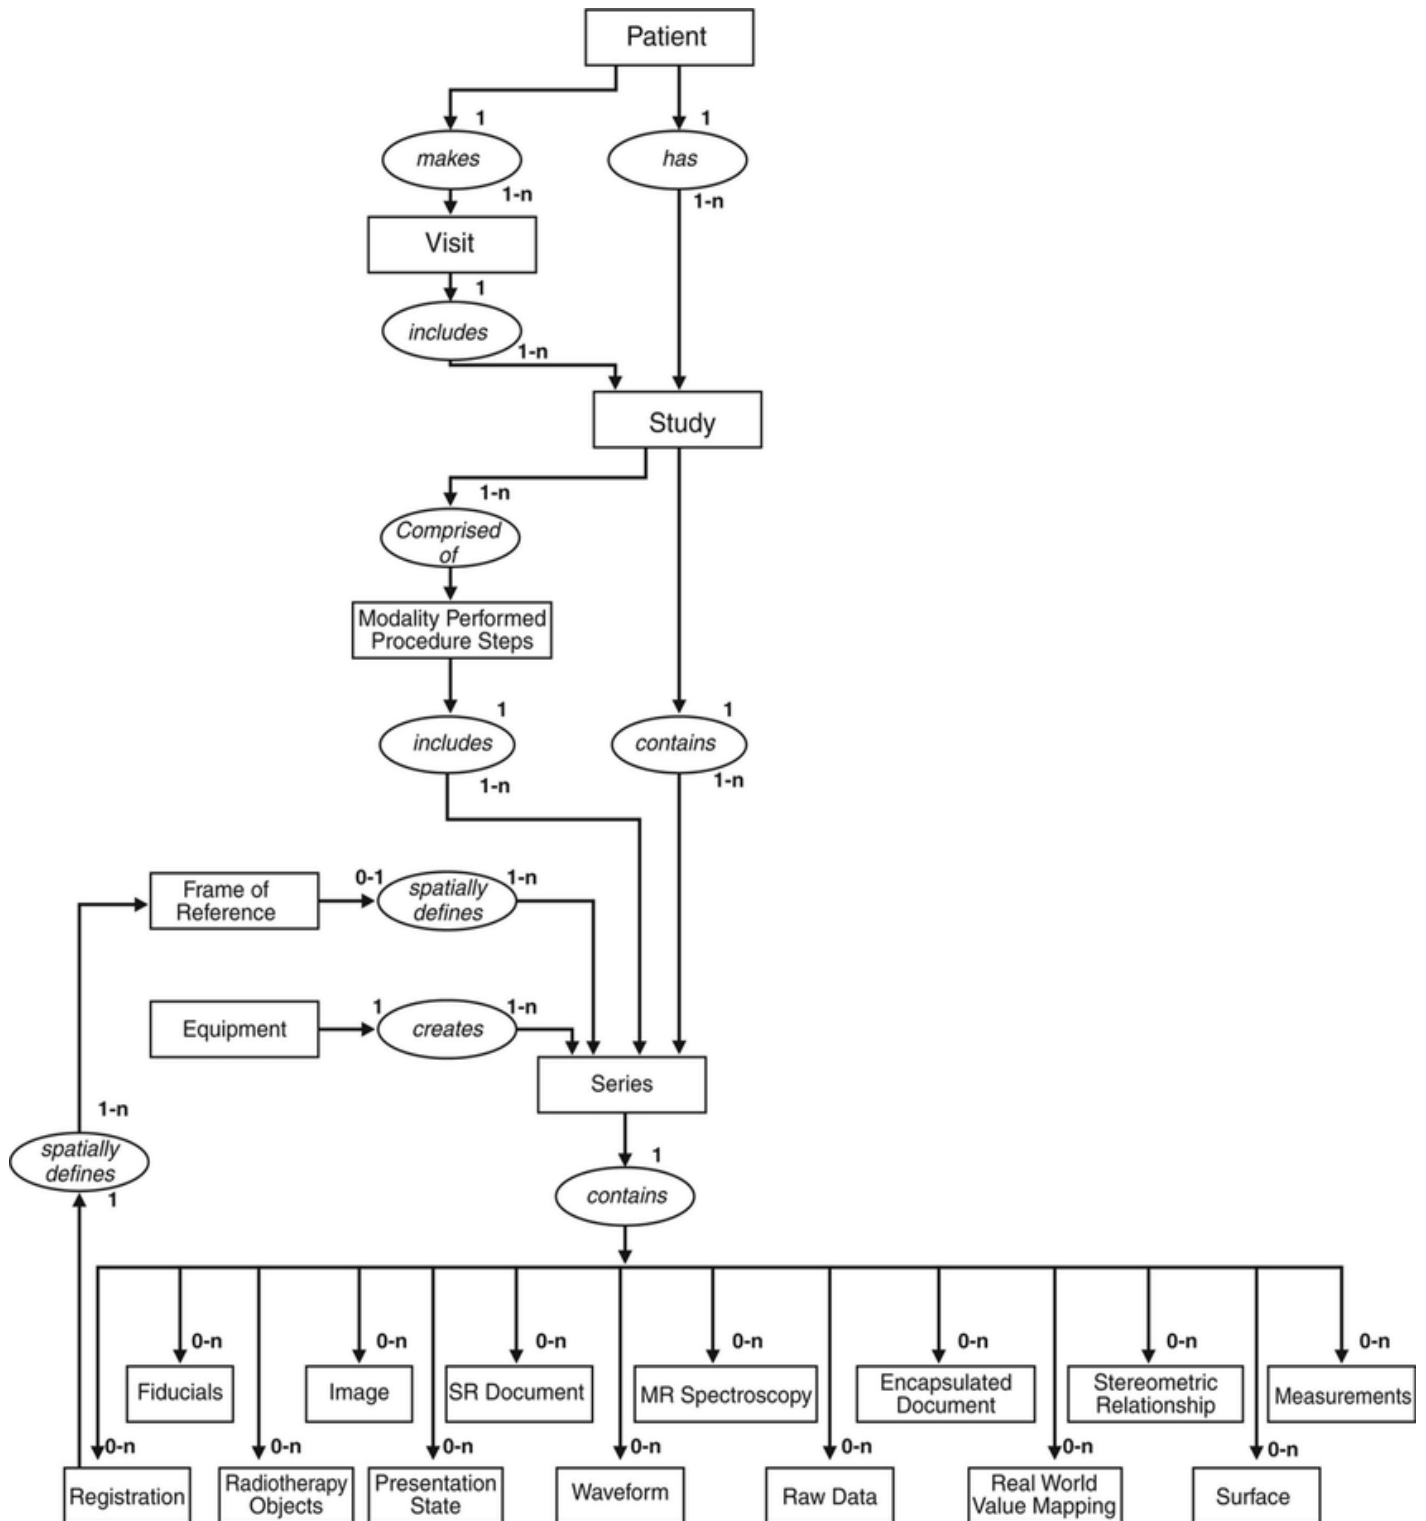 Patient
1
1
makes
has
1-n
1-n
Visit
1
includes
1-n
Study
1-n
Comprised
of
Modality Performed
Procedure Steps
1
1
includes
contains
1-n
1-n
Frame of
Reference
0-1
spatially
defines
1-n
Equipment
1
creates
1-n
Series
1-n
spatially
defines
1
1
contains
0-n
0-n
0-n
0-n
0-n
0-n
0-n
Fiducials
Image
SR Document
MR Spectroscopy
Encapsulated
Document
Stereometric
Relationship
Measurements
0-n
0-n
0-n
0-n
0-n
0-n
0-n
Registration
Radiotherapy
Objects
Presentation
State
Waveform
Raw Data
Real World
Value Mapping
Surface